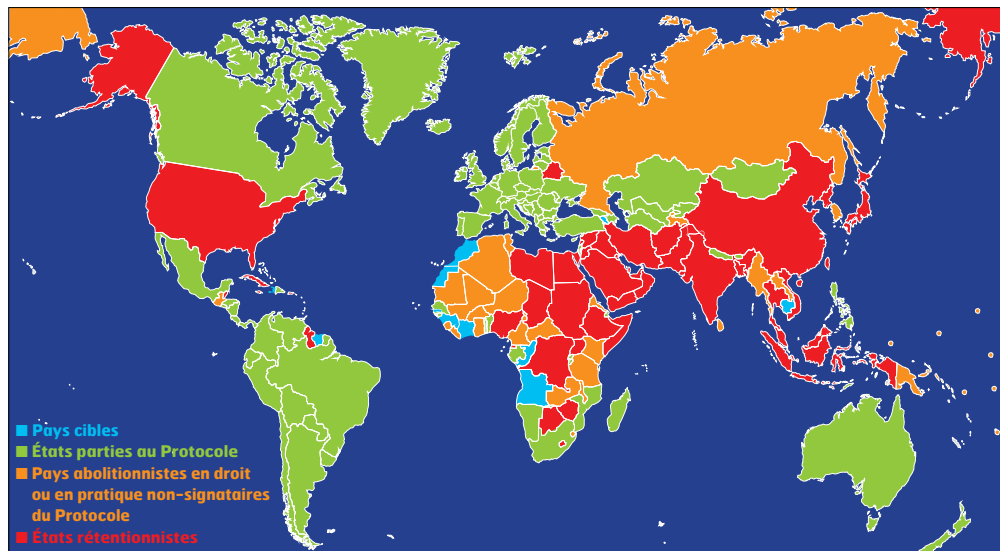 Pays cibles
États parties au Protocole
Pays abolitionnistes en droit
ou en pratique non-signataires
du Protocole
États rétentionnistes